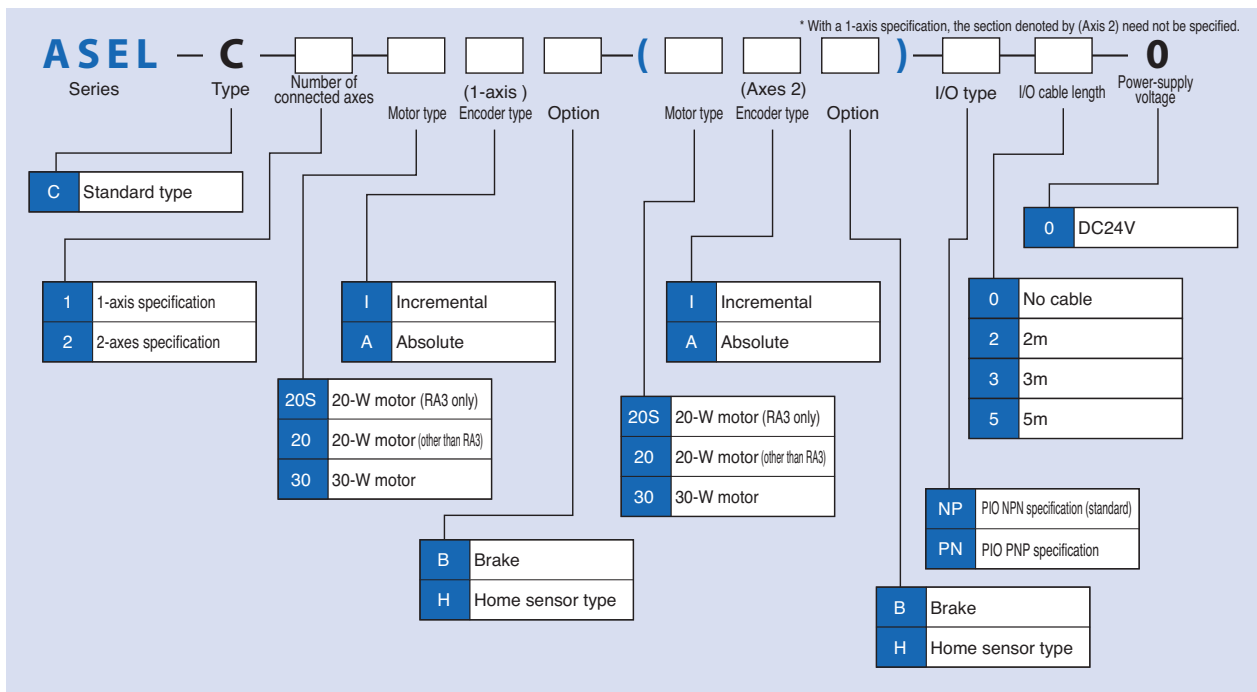 * With a 1-axis specification, the section denoted by (Axis 2) need not be specified.
ASEL – C – – ( ) – – 0
Series
Type
Number of
connected axes
(1-axis )
Motor type
Encoder type
Option
(Axes 2)
Motor type
Encoder type
Option
I/O type
I/O cable length
Power-supply
voltage
C Standard type
0 DC24V
1 1-axis specification
2 2-axes specification
I Incremental
A Absolute
I Incremental
A Absolute
0 No cable
2 2m
3 3m
5 5m
20S 20-W motor (RA3 only)
20 20-W motor (other than RA3)
30 30-W motor
20S 20-W motor (RA3 only)
20 20-W motor (other than RA3)
30 30-W motor
NP PIO NPN specification (standard)
PN PIO PNP specification
B Brake
H Home sensor type
B Brake
H Home sensor type